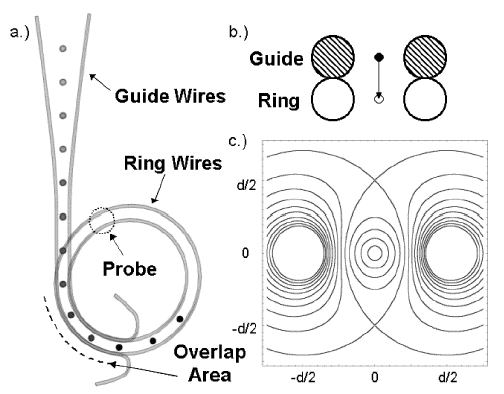 a.)
Guide Wires
Ring Wires
Probe
Overlap
Area
b.)
Guide
Ring
c.)
d/2
0
-d/2
-d/2 0 d/2